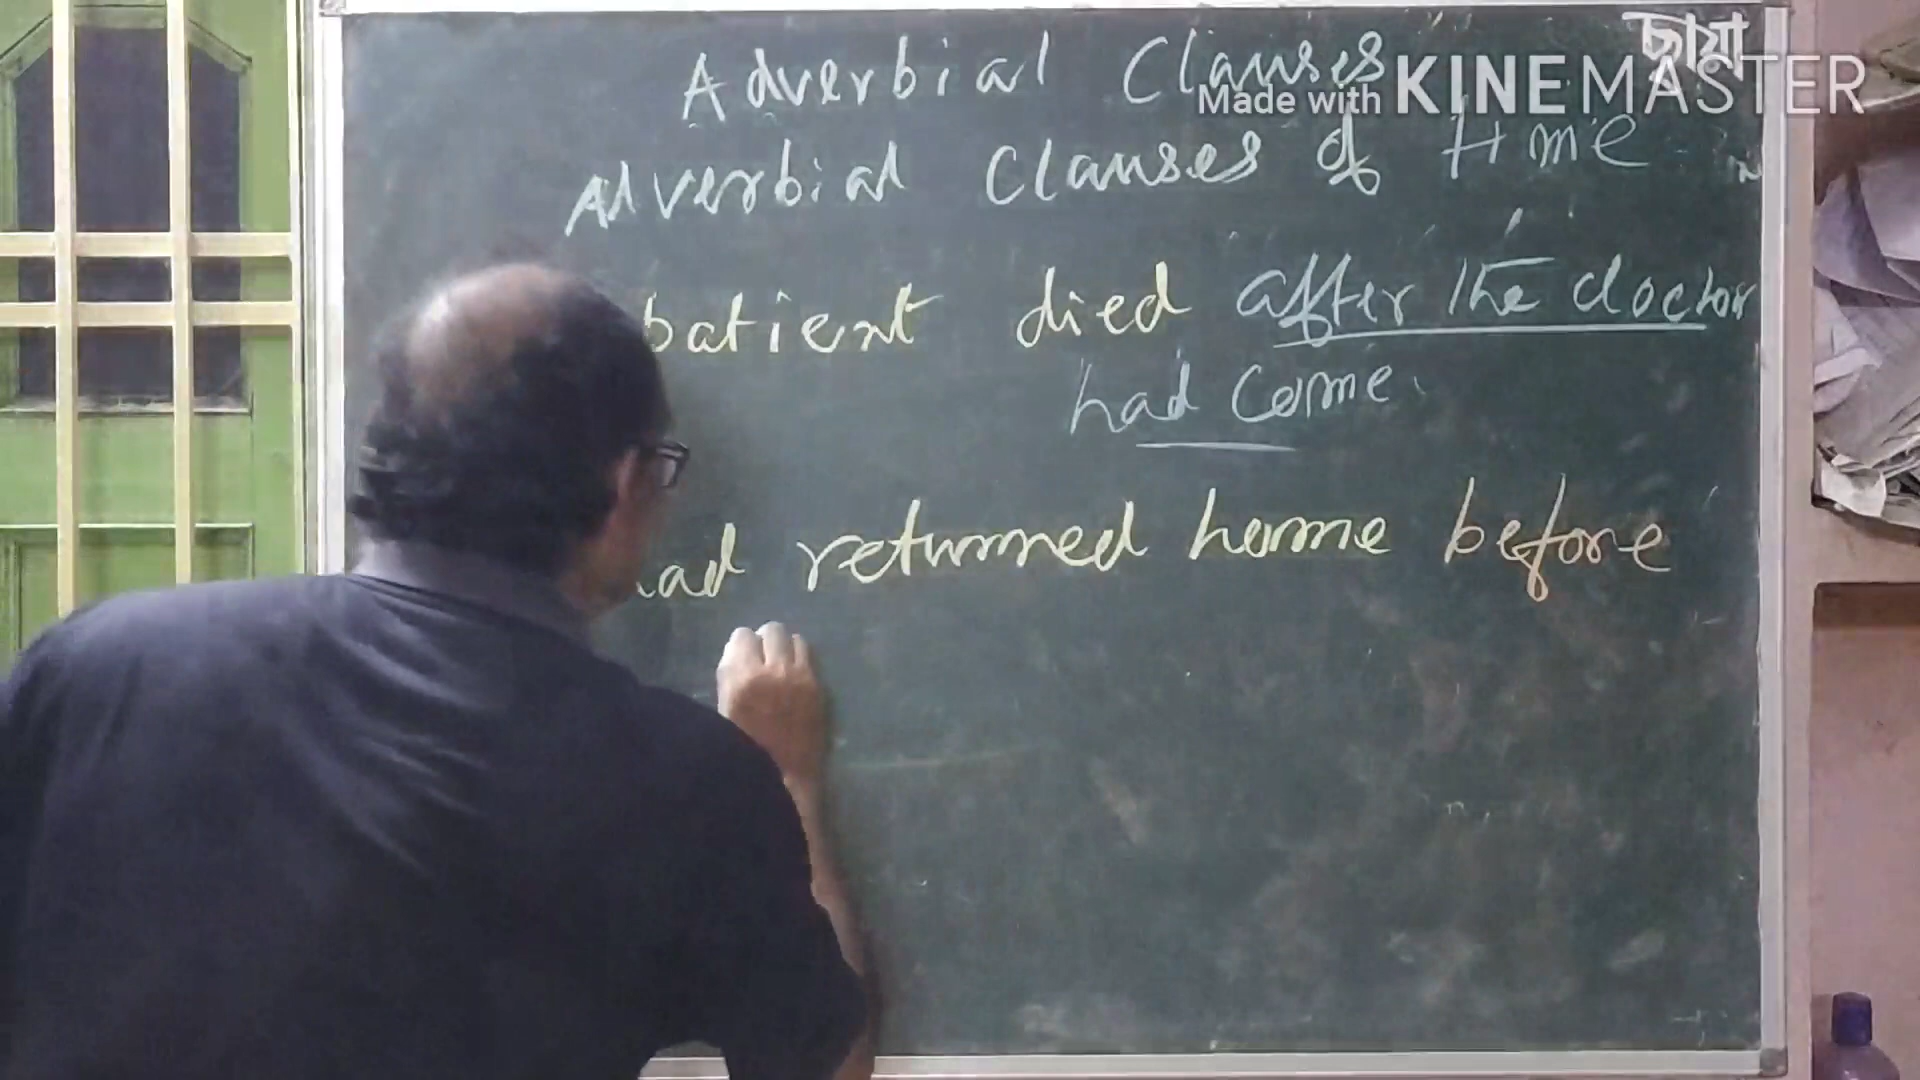 Adverbial Clauses
ছায়া
Made with KINEMASTER
Adverbial Clauses of time
patient died after the doctor
had come.
had returned home before